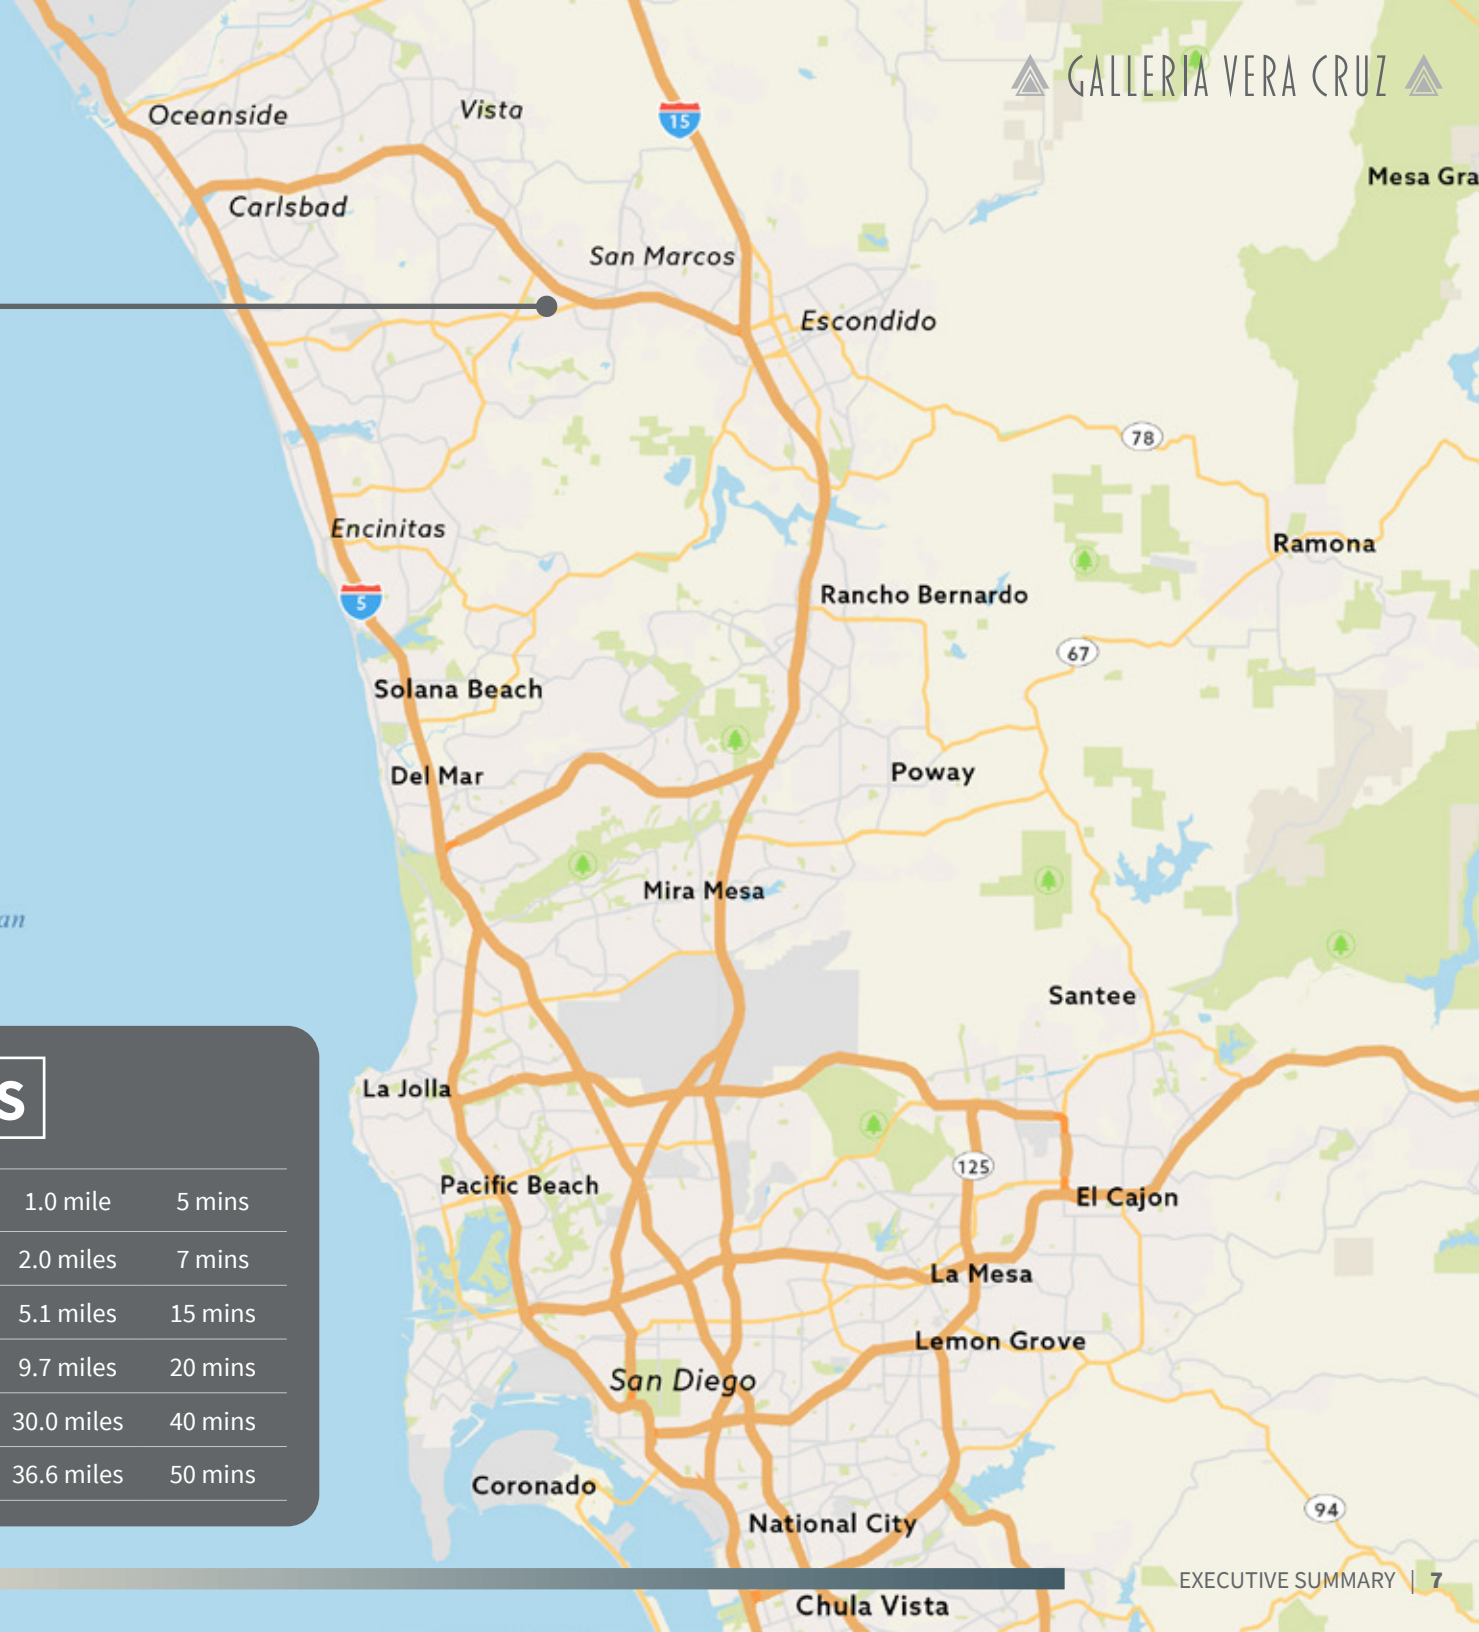 GALLERIA VERA CRUZ
Oceanside
Vista
15
Mesa Gra
Carlsbad
San Marcos
Escondido
78
Encinitas
Ramona
5
Rancho Bernardo
67
Solana Beach
Del Mar
Poway
Mira Mesa
an
Santee
La Jolla
S
125
Pacific Beach
El Cajon
1.0 mile 5 mins
2.0 miles 7 mins
5.1 miles 15 mins
9.7 miles 20 mins
30.0 miles 40 mins
36.6 miles 50 mins
La Mesa
Lemon Grove
San Diego
Coronado
National City
94
Chula Vista
EXECUTIVE SUMMARY | 7